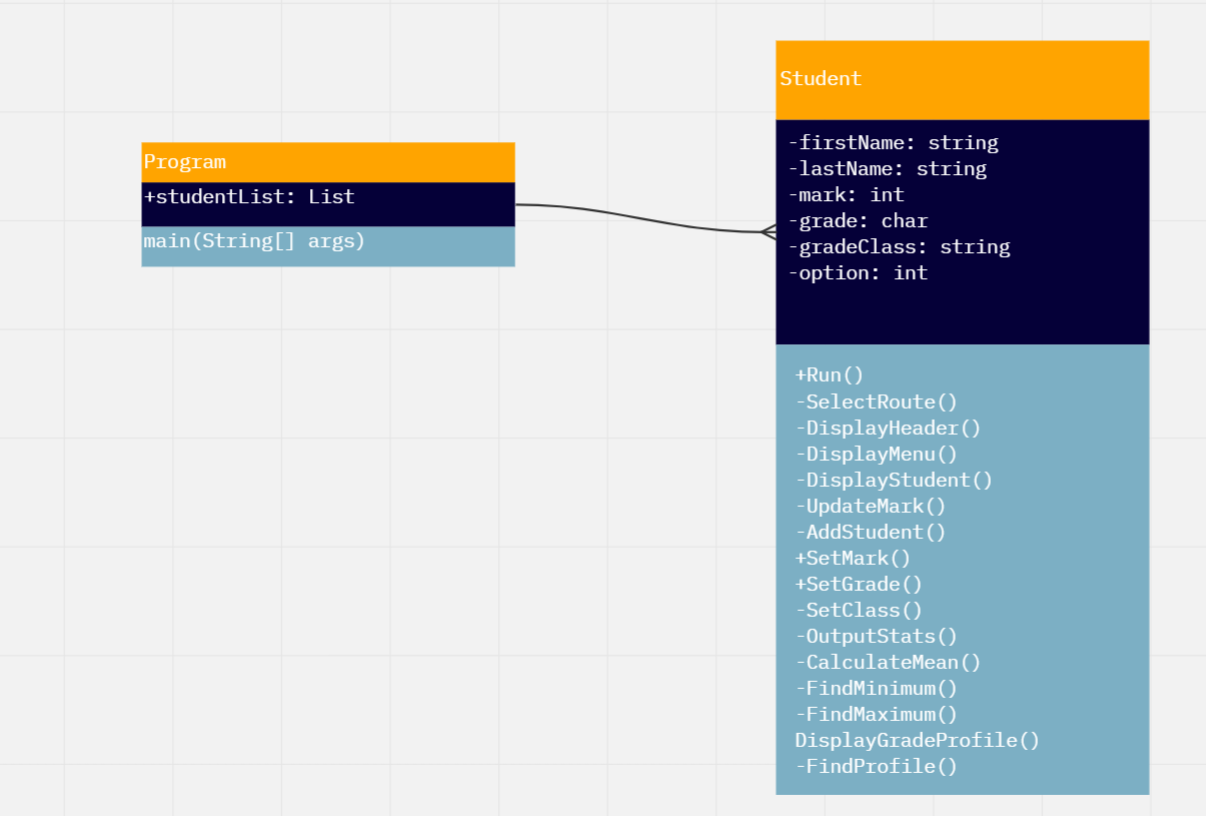 Program
+studentList: List
main(String[] args)
Student
-firstName: string
-lastName: string
-mark: int
-grade: char
-gradeClass: string
-option: int
+Run()
-SelectRoute()
-DisplayHeader()
-DisplayMenu()
-DisplayStudent()
-UpdateMark()
-AddStudent()
+SetMark()
+SetGrade()
-SetClass()
-OutputStats()
-CalculateMean()
-FindMinimum()
-FindMaximum()
DisplayGradeProfile()
-FindProfile()